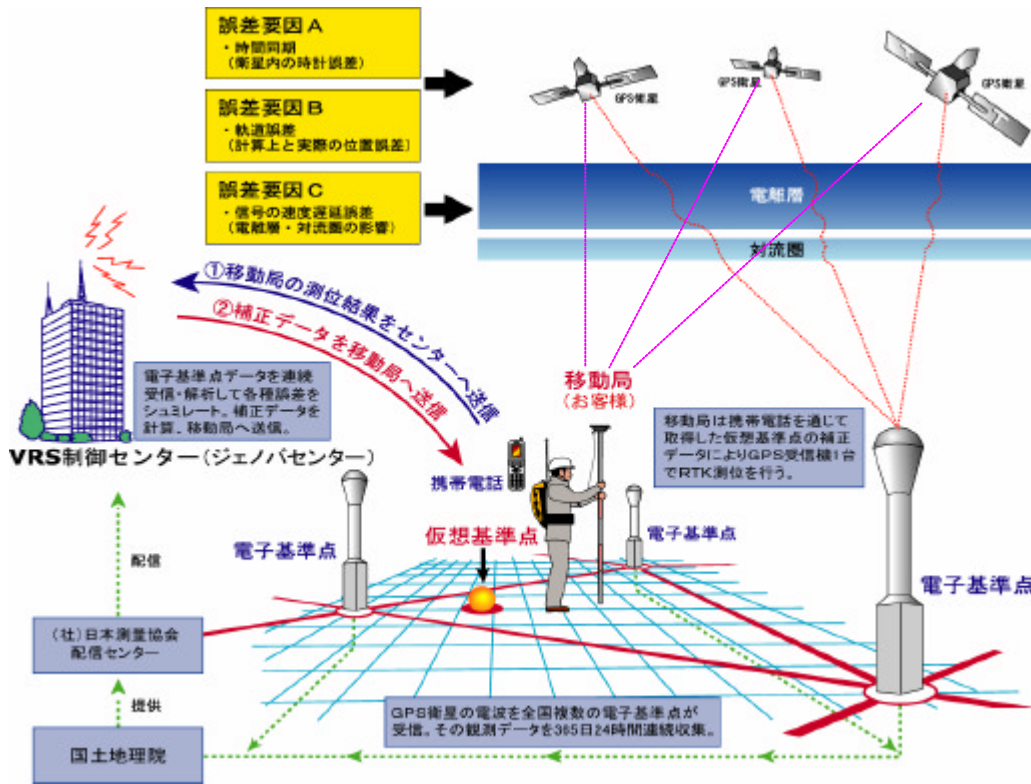 誤差要因A
・時間同期
(衛星内の時計誤差)
誤差要因B
・軌道誤差
(計算上と実際の位置誤差)
誤差要因C
・信号の速度遅延誤差
(電離層・対流圏の影響)
GPS衛星
GPS衛星
GPS衛星
電離層
対流圏
①移動局の測位結果をセンターへ送信
②補正データを移動局へ送信
電子基準点データを連続
受信・解析して各種誤差を
シュミレート。補正データを
計算、移動局へ送信。
VRS制御センター(ジェノバセンター)
移動局
(お客様)
移動局は携帯電話を通じて
取得した仮想基準点の補正
データによりGPS受信機1台
でRTK測位を行う。
携帯電話
仮想基準点
電子基準点
電子基準点
電子基準点
配信
(社)日本測量協会
配信センター
提供
国土地理院
GPS衛星の電波を全国複数の電子基準点が
受信。その観測データを365日24時間連続収集。